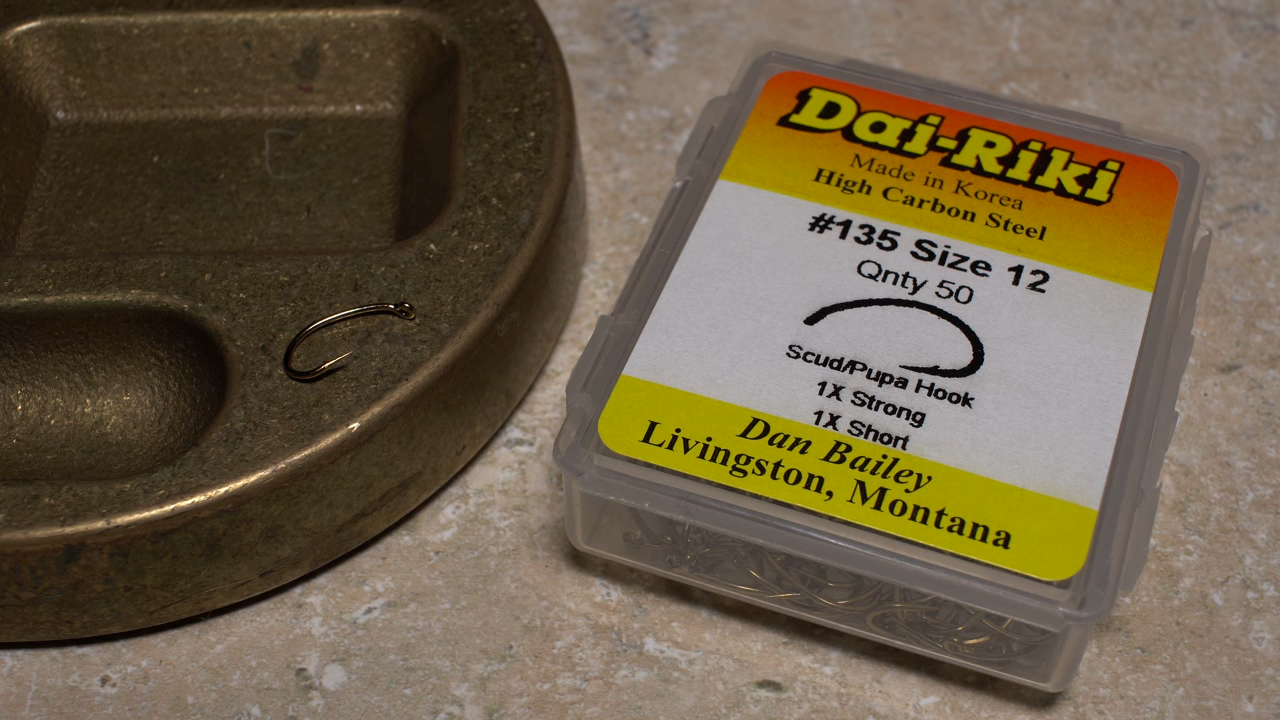 Dai-Riki
Made in Korea
High Carbon Steel
#135 Size 12
Qnty 50
Scud/Pupa Hook
1X Strong
1X Short
Dan Bailey
Livingston, Montana